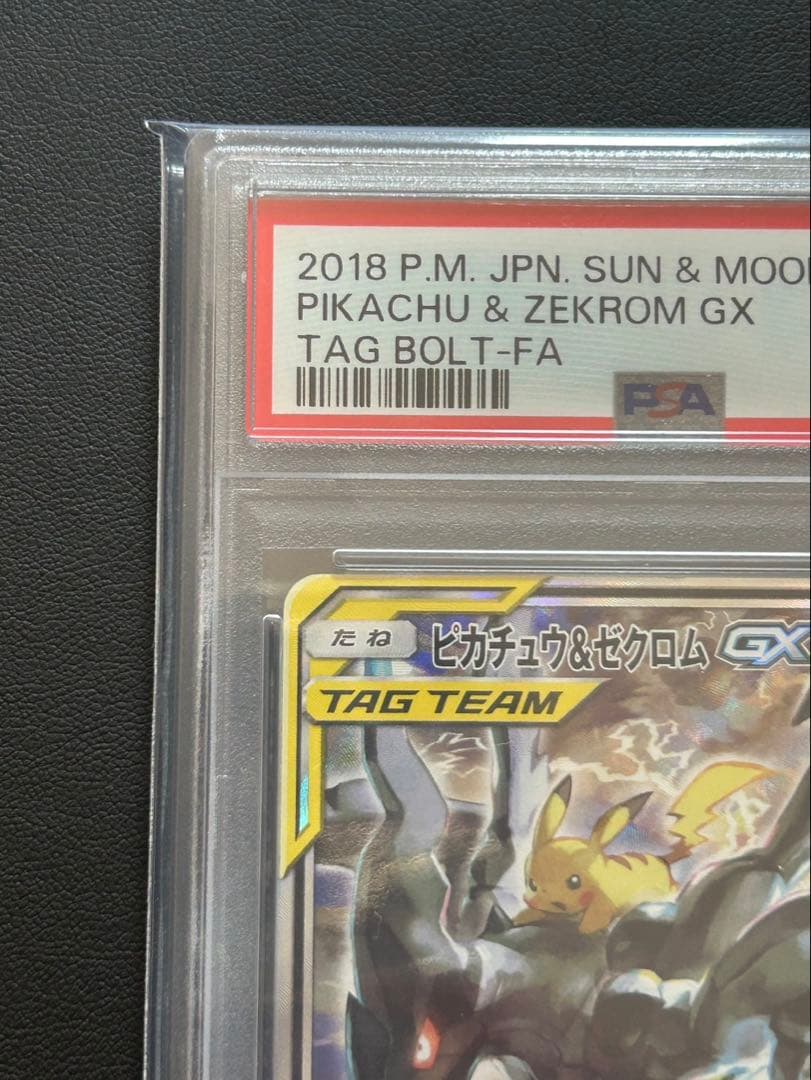 2018 P.M. JPN. SUN & MOO
PIKACHU & ZEKROM GX
TAG BOLT-FA
PSA
たね ピカチュウ&ゼクロム GX
TAG TEAM